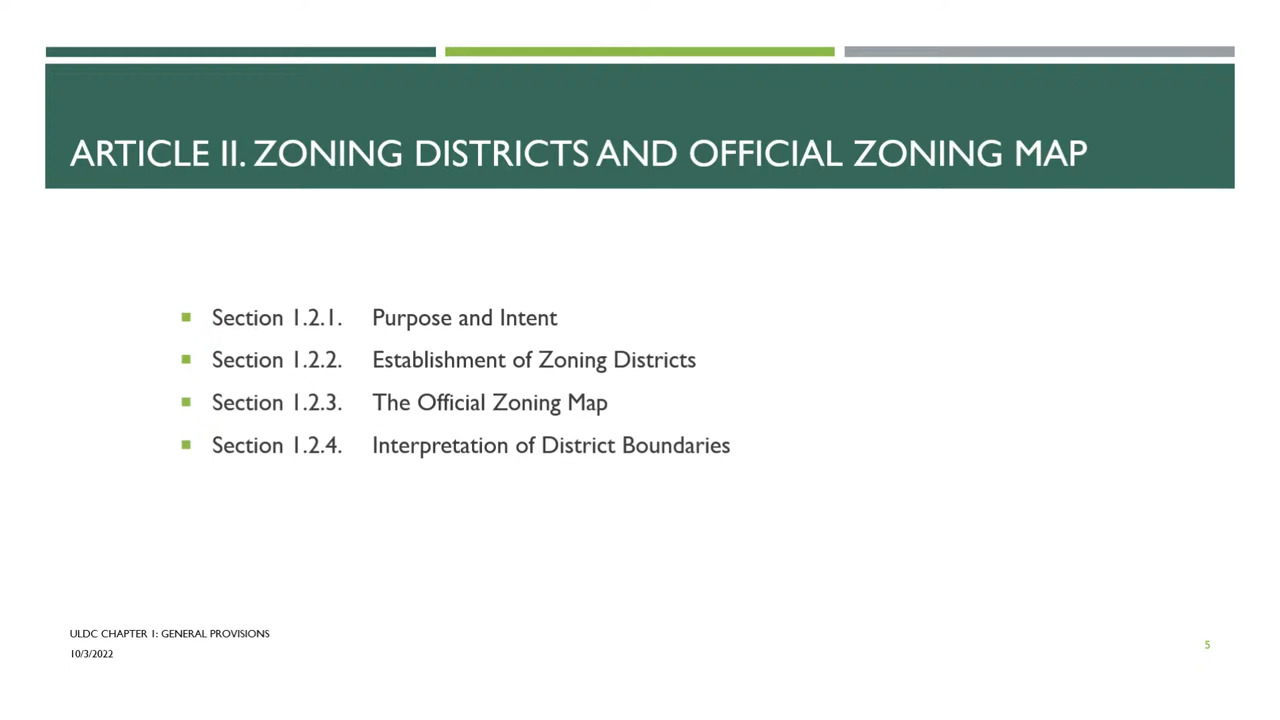 ARTICLE II. ZONING DISTRICTS AND OFFICIAL ZONING MAP
Section 1.2.1. Purpose and Intent
Section 1.2.2. Establishment of Zoning Districts
Section 1.2.3. The Official Zoning Map
Section 1.2.4. Interpretation of District Boundaries
ULDC CHAPTER 1: GENERAL PROVISIONS
10/3/2022
5